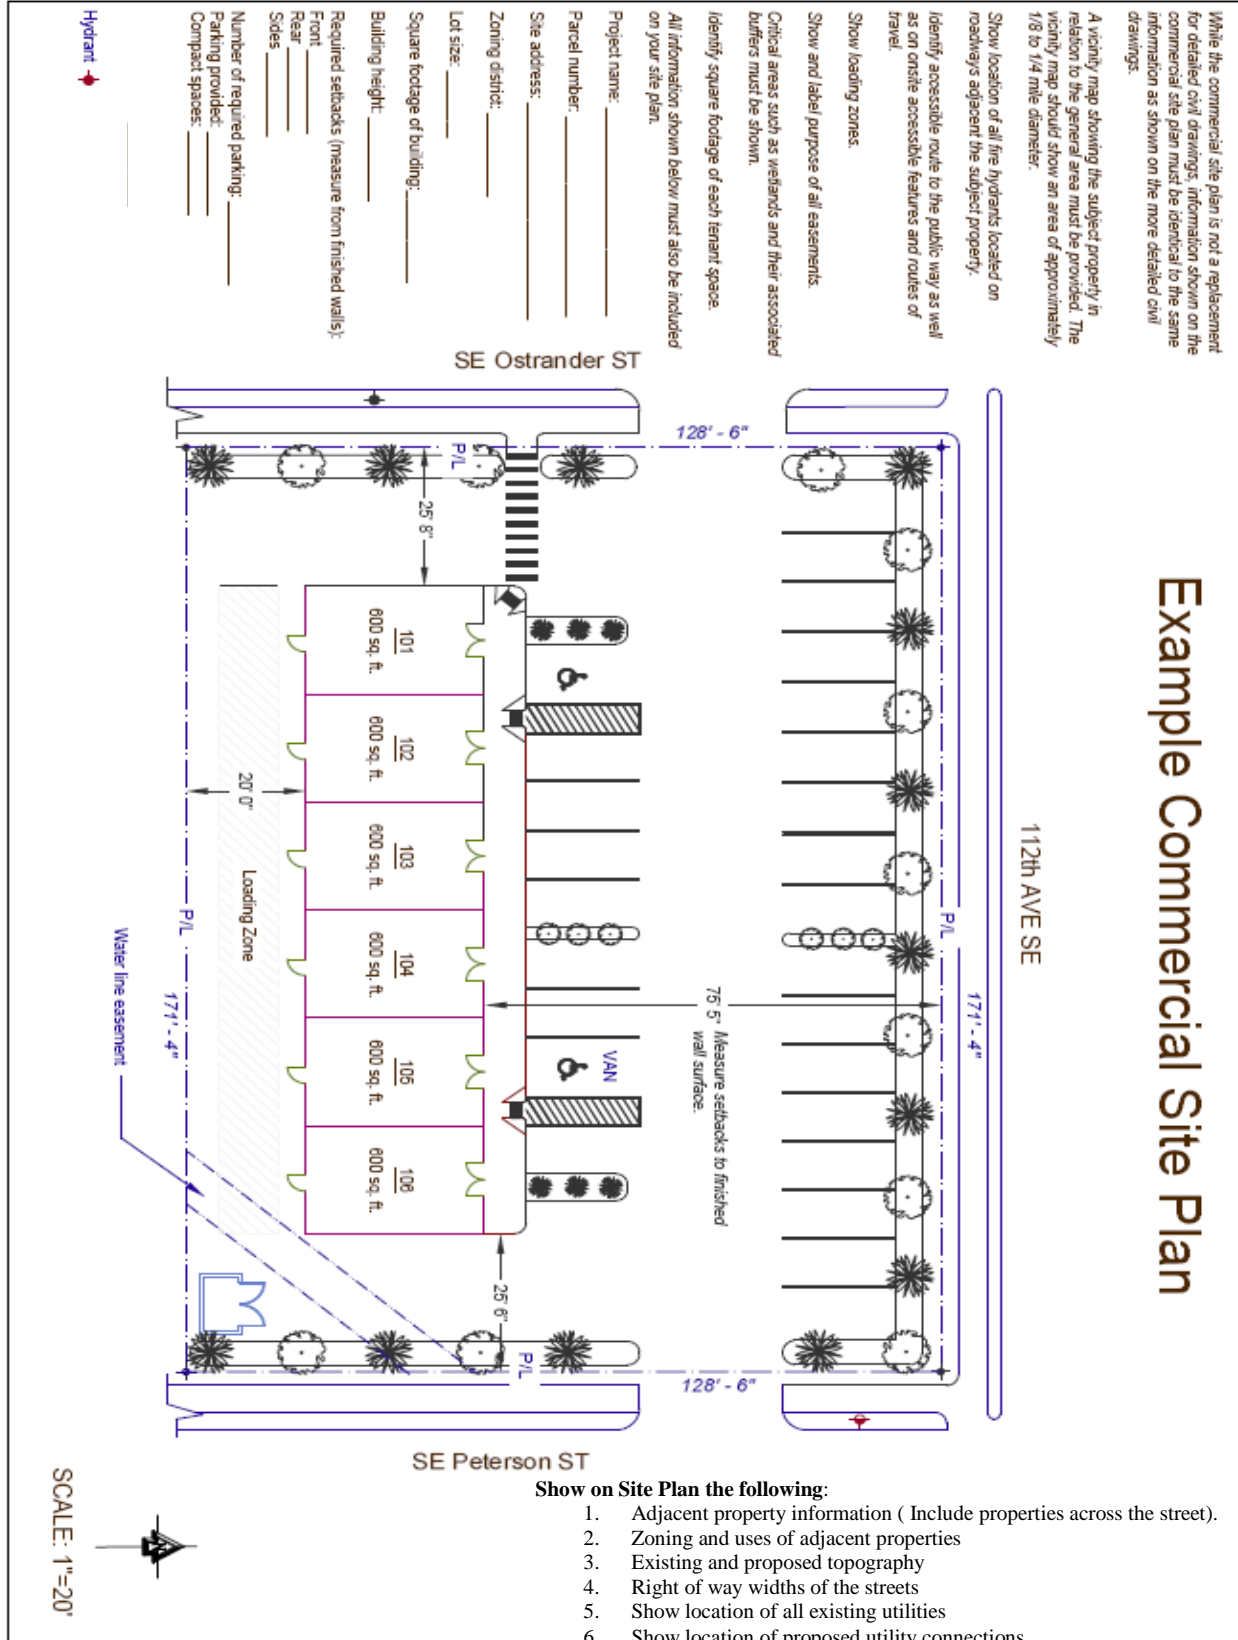 Example Commercial Site Plan
While the commercial site plan is not a replacement
for detailed civil drawings, information shown on the
commercial site plan must be identical to the same
information as shown on the more detailed civil
drawings.
A vicinity map showing the subject property in
relation to the general area must be provided. The
vicinity map should show an area of approximately
1/8 to 1/4 mile diameter.
Show location of all fire hydrants located on
roadways adjacent the subject property.
Identify accessible route to the public way as well
as on onsite accessible features and routes of
travel.
Show loading zones.
Show and label purpose of all easements.
Critical areas such as wetlands and their associated
buffers must be shown.
Identify square footage of each tenant space.
All information shown below must also be included
on your site plan.
Project name:
Parcel number:
Site address:
Zoning district:
Lot size:
Square footage of building:
Building height:
Required setbacks (measure from finished walls):
Front
Rear
Sides
Number of required parking:
Parking provided:
Compact spaces:
Hydrant
112th AVE SE
171' - 4"
P/L
SE Ostrander ST
128' - 6"
P/L
25' 8"
75' 5" Measure setbacks to finished
wall surface.
VAN
101
600 sq. ft.
102
600 sq. ft.
103
600 sq. ft.
104
600 sq. ft.
105
600 sq. ft.
106
600 sq. ft.
25' 6"
20' 0"
Loading Zone
P/L
171' - 4"
Water line easement
P/L
128' - 6"
SE Peterson ST
SCALE: 1"=20'
Show on Site Plan the following:
1. Adjacent property information ( Include properties across the street).
2. Zoning and uses of adjacent properties
3. Existing and proposed topography
4. Right of way widths of the streets
5. Show location of all existing utilities
6. Show location of proposed utility connections